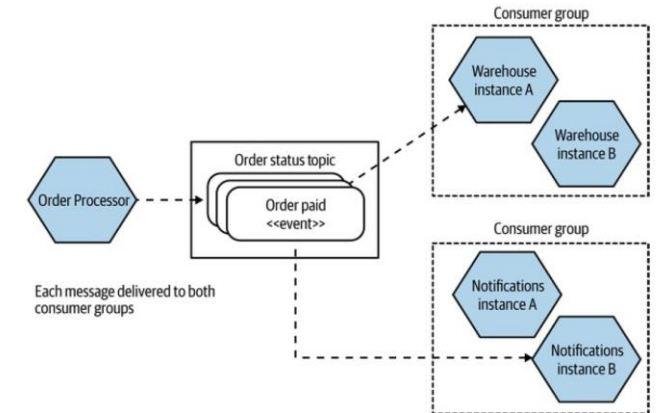 Consumer group
Warehouse
instance A
Warehouse
instance B
Order status topic
Order Processor
Order paid
<<event>>
Each message delivered to both
consumer groups
Consumer group
Notifications
instance A
Notifications
instance B